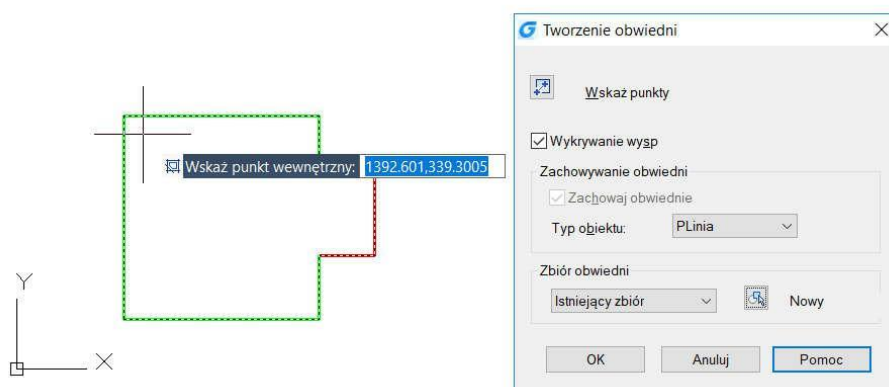 Tworzenie obwiedni
Wskaż punkty
Wykrywanie wysp
Zachowywanie obwiedni
Zachowaj obwiednie
Typ obiektu: PLinia
Zbiór obwiedni
Istniejący zbiór Nowy
OK Anuluj Pomoc
Wskaż punkt wewnętrzny: 1392.601,339.3005
Y
X